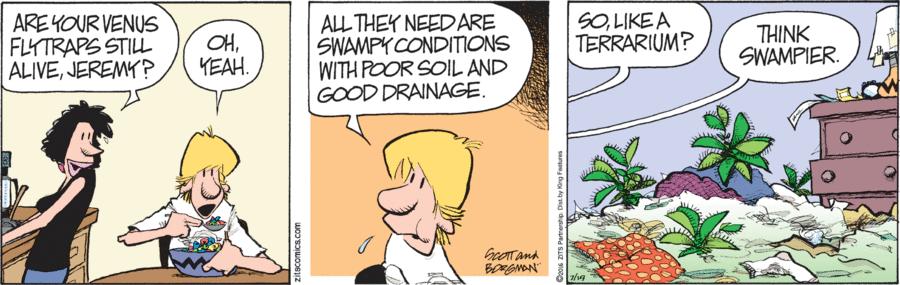 ARE YOUR VENUS
FLYTRAPS STILL
ALIVE, JEREMY?
OH,
YEAH.
zitscomics.com
ALL THEY NEED ARE
SWAMPY CONDITIONS
WITH POOR SOIL AND
GOOD DRAINAGE.
SCOTT and
BORGMAN
SO, LIKE A
TERRARIUM?
THINK
SWAMPIER.
©2016 ZITS Partnership. Dist. by King Features